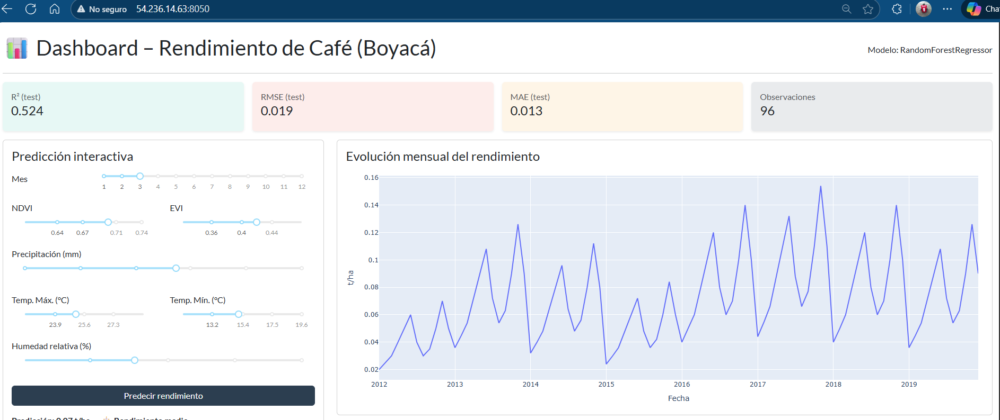 No seguro 54.236.14.63:8050
Cha
Dashboard – Rendimiento de Café (Boyacá)
Modelo: RandomForestRegressor
R² (test)
0.524
RMSE (test)
0.019
MAE (test)
0.013
Observaciones
96
Predicción interactiva
Mes
1 2 3 4 5 6 7 8 9 10 11 12
NDVI
0.64 0.67 0.71 0.74
EVI
0.36 0.4 0.44
Precipitación (mm)
Temp. Máx. (°C)
23.9 25.6 27.3
Temp. Mín. (°C)
13.2 15.4 17.5 19.6
Humedad relativa (%)
Predecir rendimiento
Predicción: 0.07 t/ha Rendimiento medio
Evolución mensual del rendimiento
0.16
0.14
0.12
0.1
0.08
0.06
0.04
0.02
t/ha
2012 2013 2014 2015 2016 2017 2018 2019
Fecha